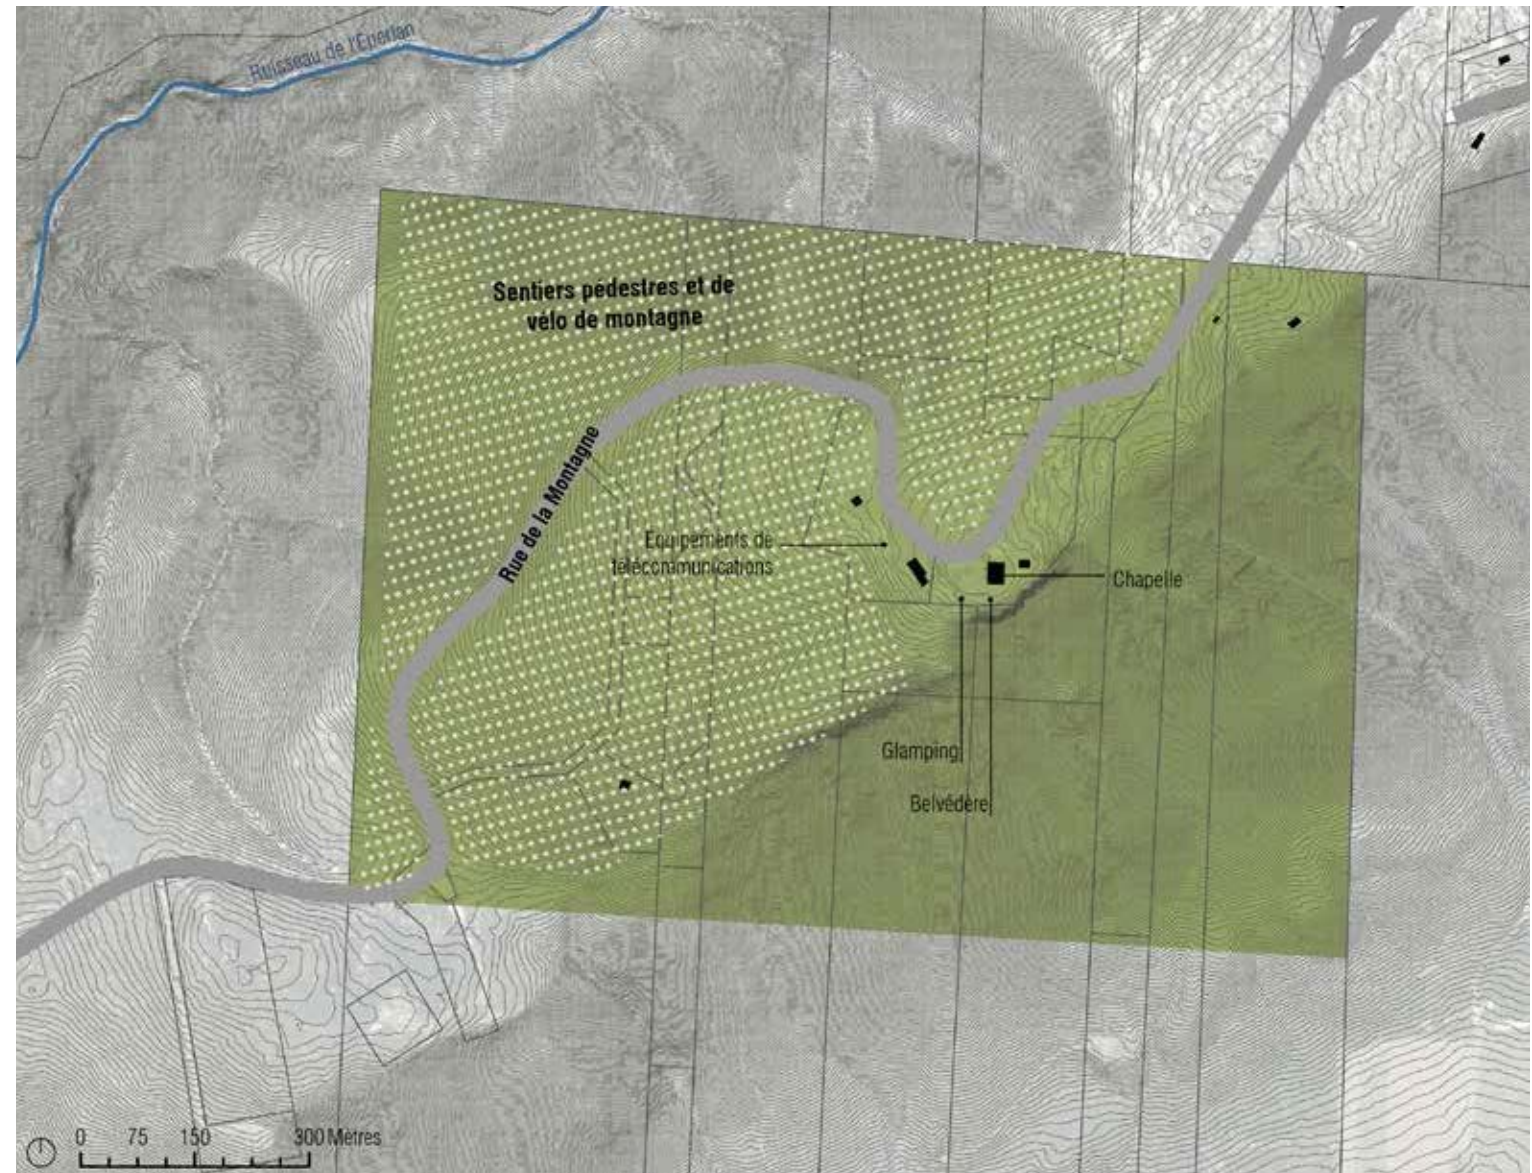 Ruisseau de l'Éperlan
Sentiers pédestres et de
vélo de montagne
Rue de la Montagne
Équipements de
télécommunications
Chapelle
Glamping
Belvédère
0 75 150 300 Mètres